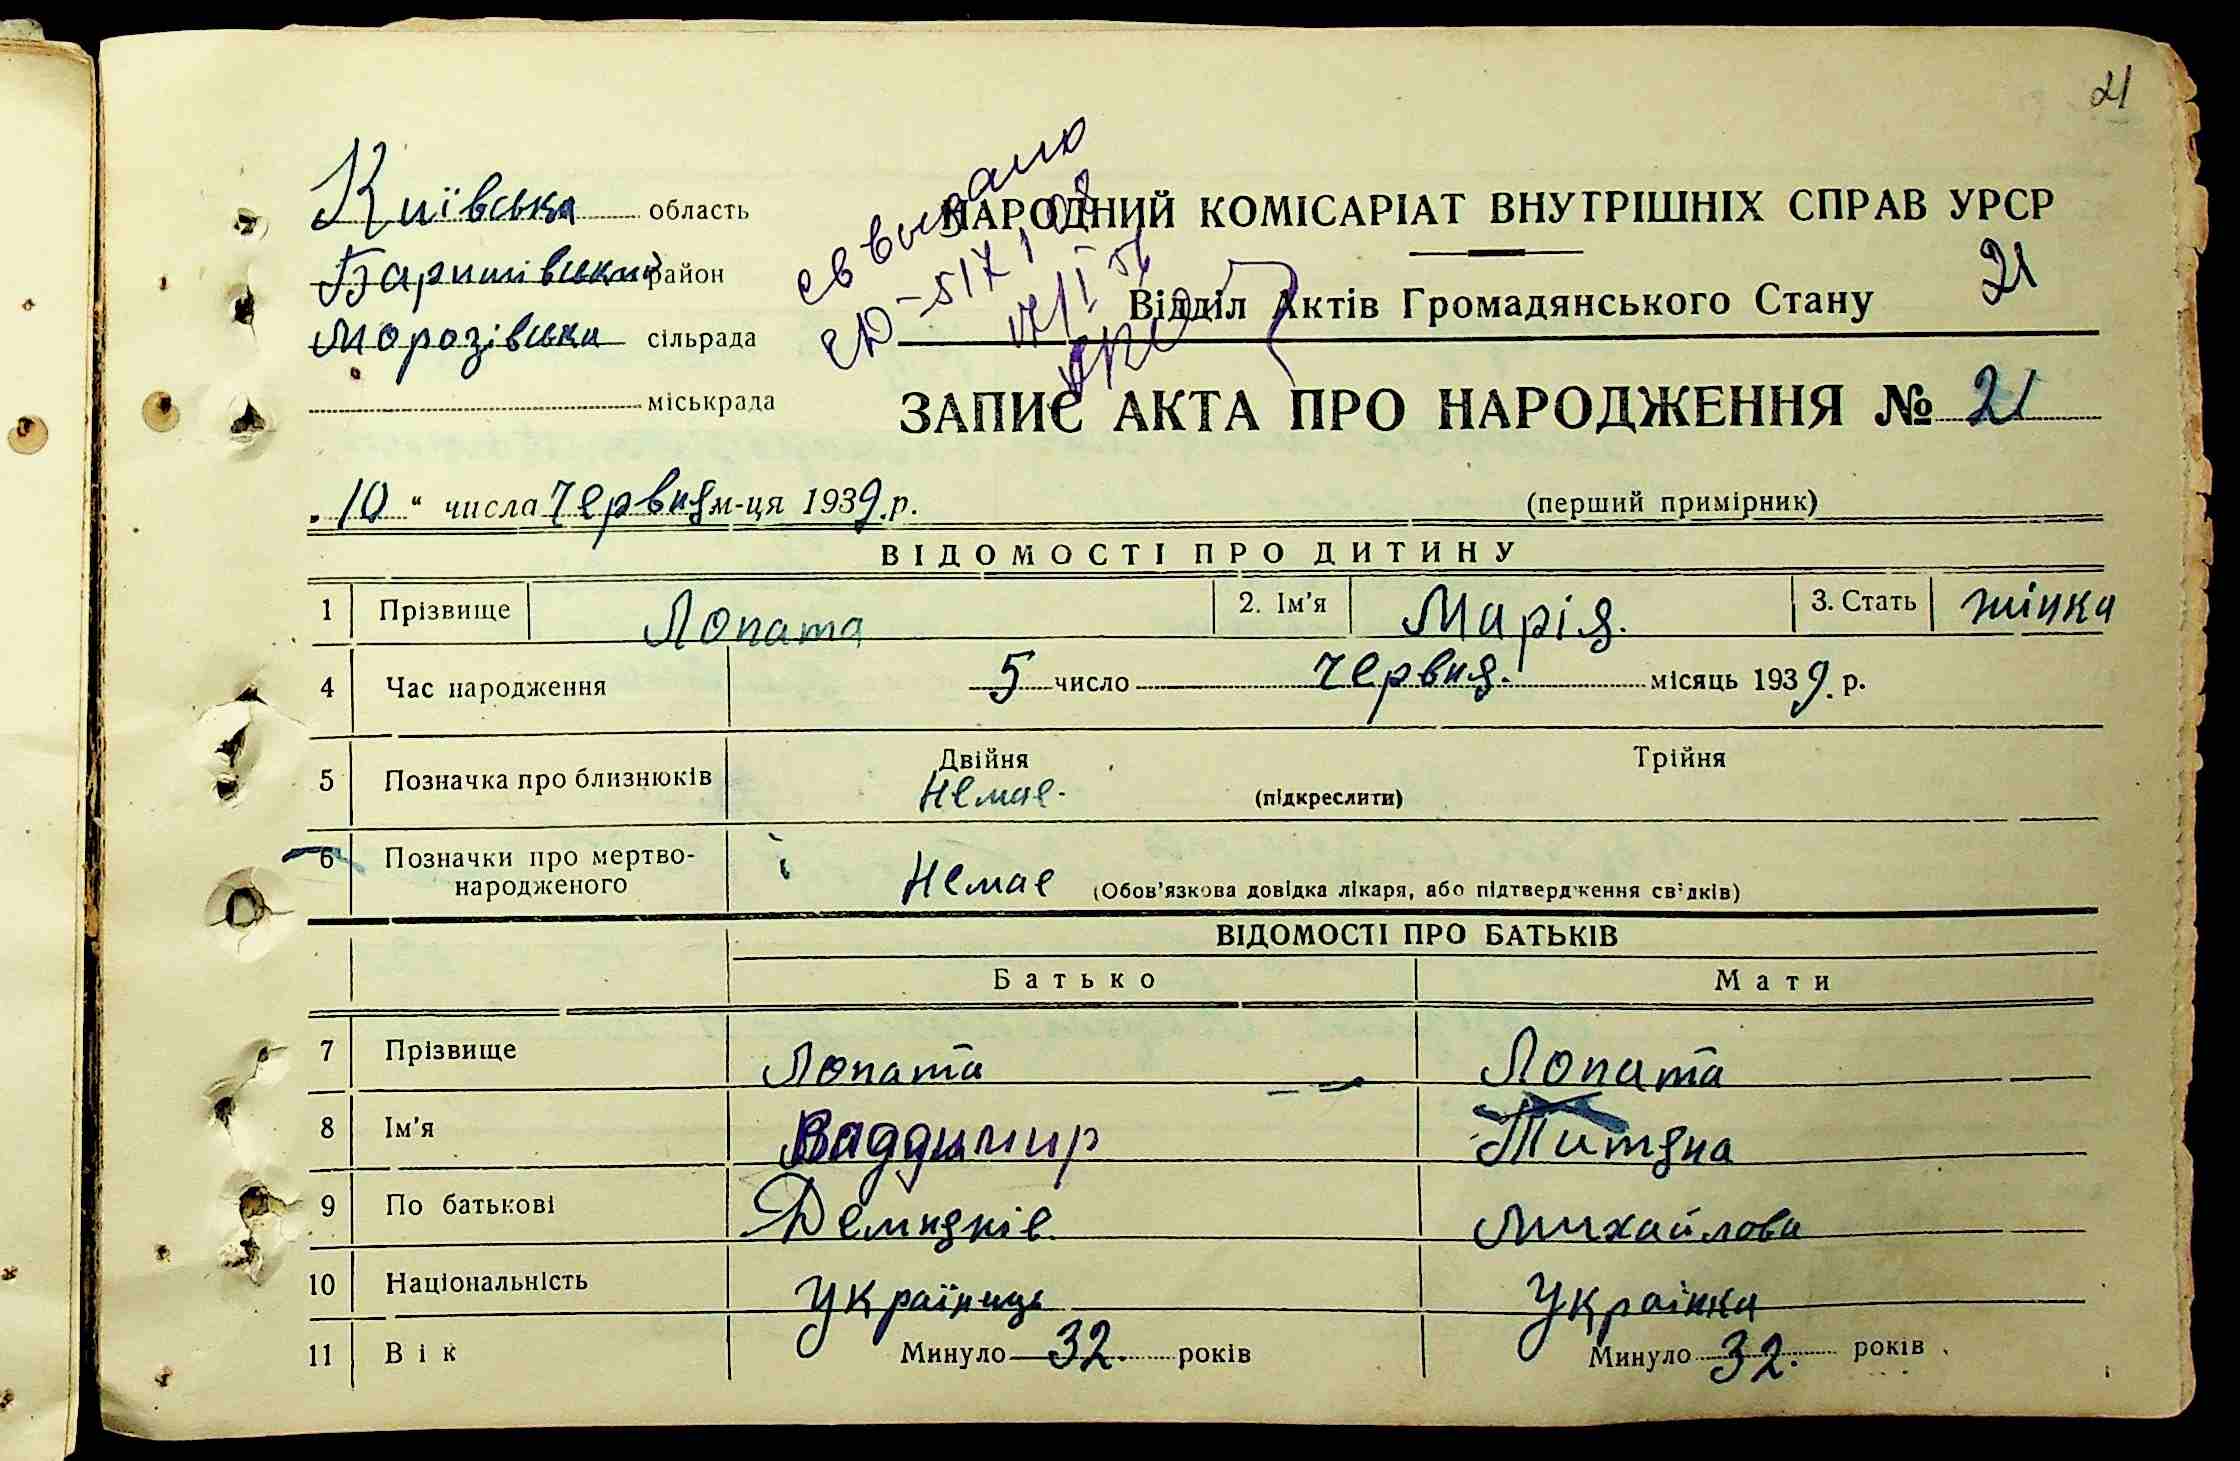 21
Київська область
Баришівський район
Морозівська сільрада
міськрада
НАРОДНИЙ КОМІСАРІАТ ВНУТРІШНІХ СПРАВ УРСР
21
Відділ Актів Громадянського Стану
ЗАПИС АКТА ПРО НАРОДЖЕННЯ № 21
„10“ числа червня м-ця 1939 р.
(перший примірник)
ВІДОМОСТІ ПРО ДИТИНУ
1 Прізвище Лопата 2. Ім’я Марія. 3. Стать жінка
4 Час народження 5 число червня. місяць 1939. р.
5 Позначка про близнюків Двійня Трійня
Немає. (підкреслити)
6 Позначки про мертво-
народженого Немає (Обов’язкова довідка лікаря, або підтвердження свідків)
ВІДОМОСТІ ПРО БАТЬКІВ
Батько Мати
7 Прізвище Лопата Лопата
8 Ім’я Титяна
9 По батькові Михайлова
10 Національність Українець Українка
11 Вік Минуло 32. років Минуло 32. років